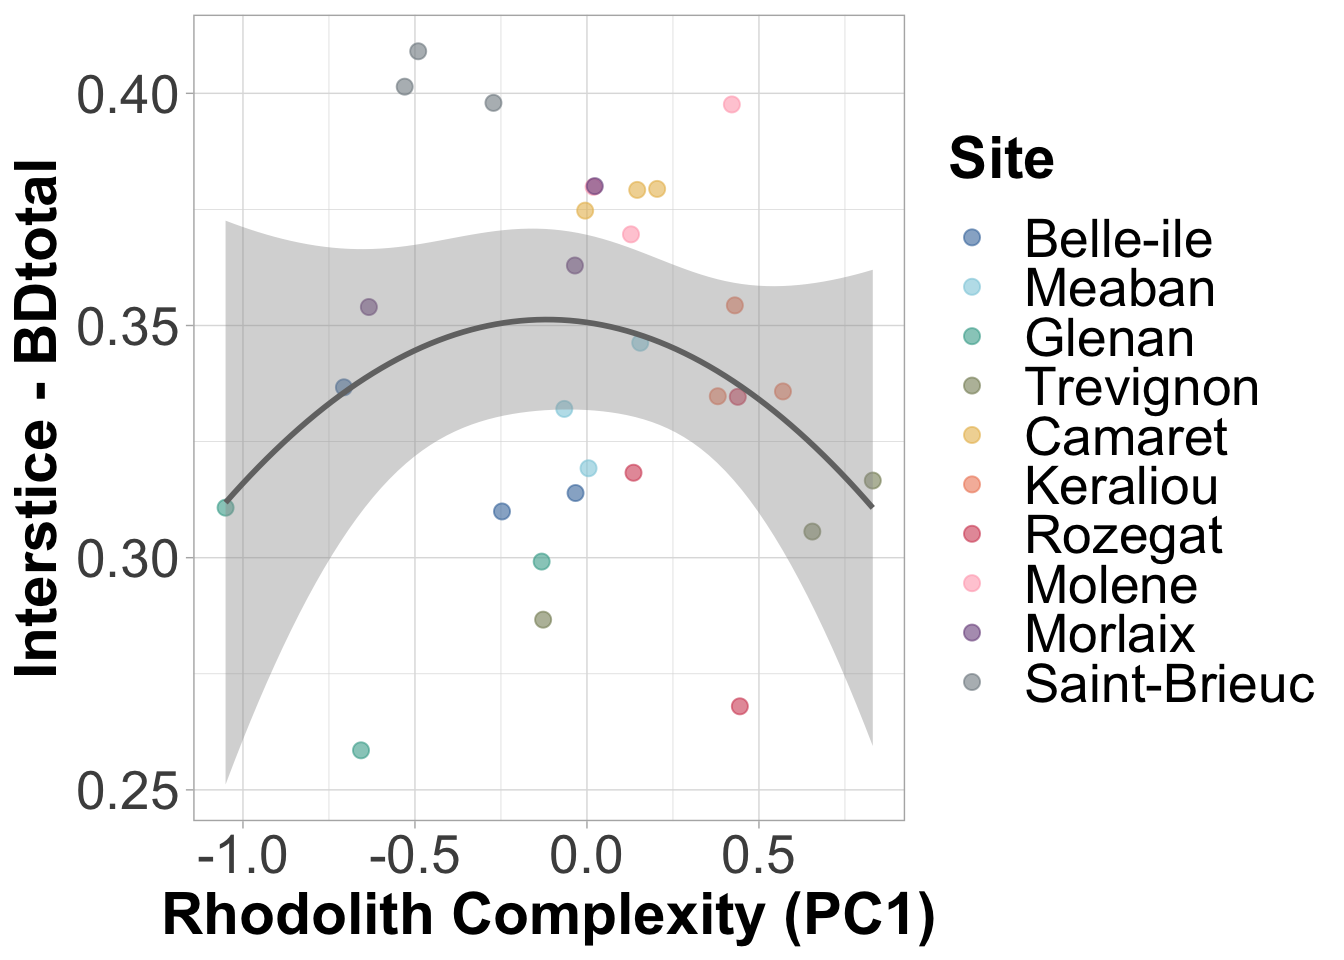 Interstice - BDtotal
0.40
0.35
0.30
0.25
-1.0 -0.5 0.0 0.5
Rhodolith Complexity (PC1)
Site
Belle-ile
Meaban
Glenan
Trevignon
Camaret
Keraliou
Rozegat
Molene
Morlaix
Saint-Brieuc